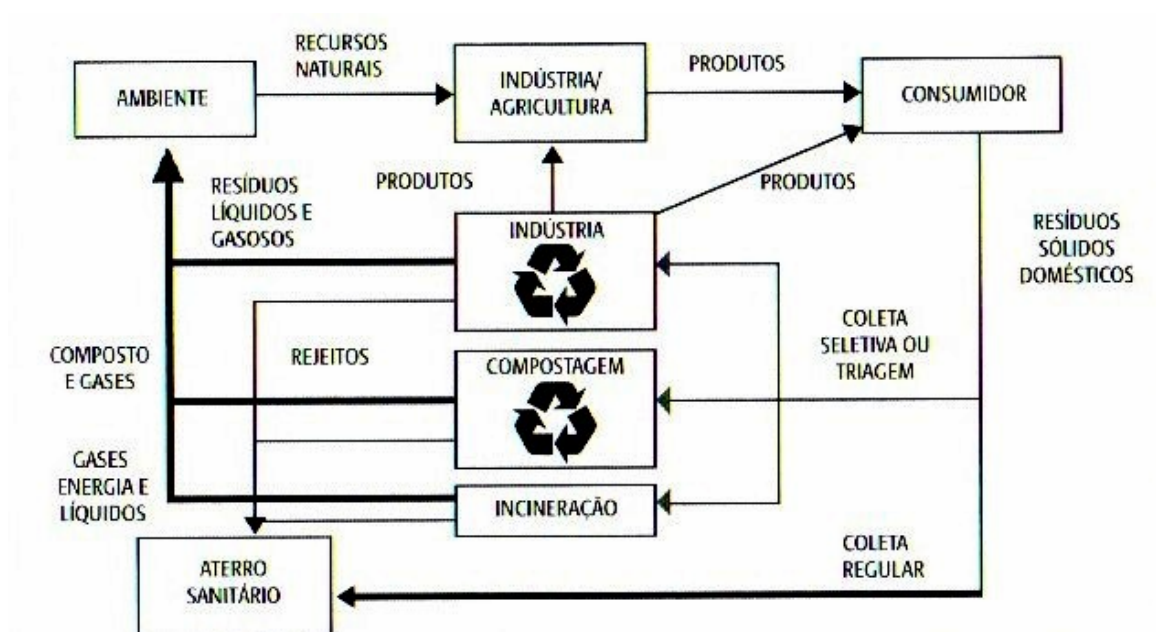 RECURSOS
NATURAIS
AMBIENTE
INDÚSTRIA/
AGRICULTURA
PRODUTOS
CONSUMIDOR
RESÍDUOS
LÍQUIDOS E
GASOSOS
PRODUTOS
PRODUTOS
INDÚSTRIA
RESÍDUOS
SÓLIDOS
DOMÉSTICOS
COLETA
SELETIVA OU
TRIAGEM
COMPOSTO
E GASES
REJEITOS
COMPOSTAGEM
GASES
ENERGIA E
LÍQUIDOS
INCINERAÇÃO
COLETA
REGULAR
ATERRO
SANITÁRIO